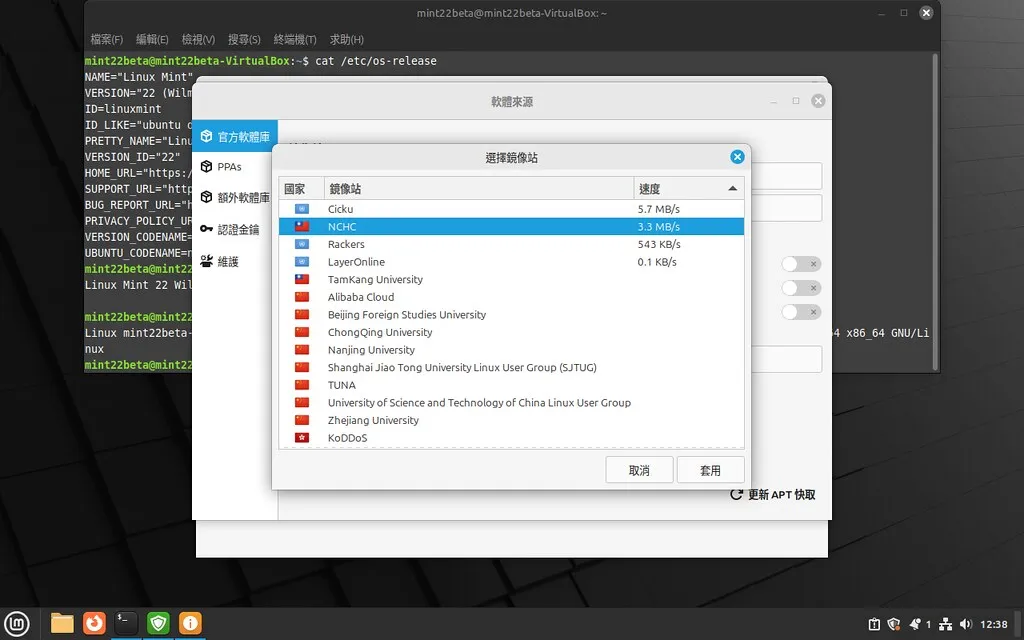 mint22beta@mint22beta-VirtualBox: ~
檔案(F) 編輯(E) 檢視(V) 搜尋(S) 終端機(T) 求助(H)
mint22beta@mint22beta-VirtualBox:~$ cat /etc/os-release
NAME="Linux Mint"
VERSION="22 (Wilm
ID=linuxmint
ID_LIKE="ubuntu d
PRETTY_NAME="Linu
VERSION_ID="22"
HOME_URL="https:/
SUPPORT_URL="http
BUG_REPORT_URL="h
PRIVACY_POLICY_UR
VERSION_CODENAME=
UBUNTU_CODENAME=n
mint22beta@mint22
Linux Mint 22 Wil
mint22beta@mint22
Linux mint22beta-
4 x86_64 GNU/Li
nux
mint22beta@mint22
軟體來源
官方軟體庫
PPAs
額外軟體庫
認證金鑰
維護
選擇鏡像站
國家 鏡像站 速度
Cicku 5.7 MB/s
NCHC 3.3 MB/s
Rackers 543 KB/s
LayerOnline 0.1 KB/s
TamKang University
Alibaba Cloud
Beijing Foreign Studies University
ChongQing University
Nanjing University
Shanghai Jiao Tong University Linux User Group (SJTUG)
TUNA
University of Science and Technology of China Linux User Group
Zhejiang University
KoDDoS
取消 套用
更新 APT 快取
1 12:38